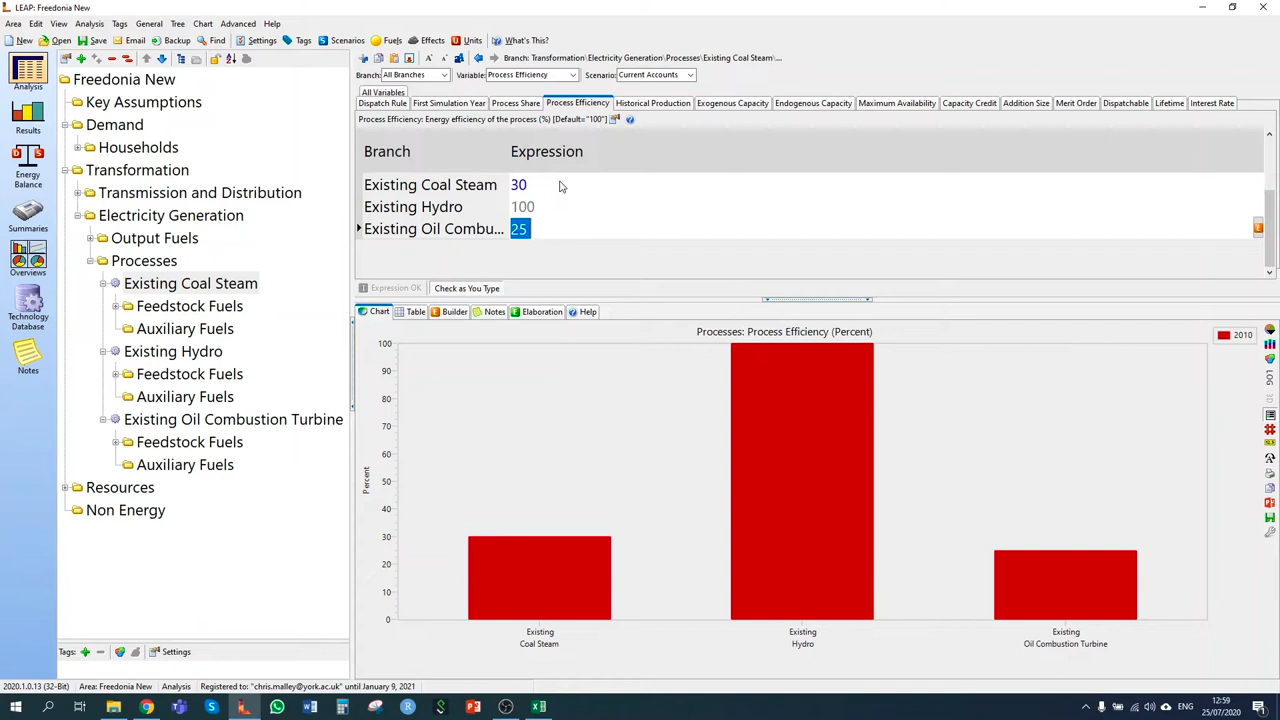 LEAP: Freedonia New
Area Edit View Analysis Tags General Tree Chart Advanced Help
New Open Save Email Backup Find Settings Tags Scenarios Fuels Effects Units What's This?
Analysis
Results
Energy
Balance
Summaries
Overviews
Technology
Database
Notes
Freedonia New
Key Assumptions
Demand
Households
Transformation
Transmission and Distribution
Electricity Generation
Output Fuels
Processes
Existing Coal Steam
Feedstock Fuels
Auxiliary Fuels
Existing Hydro
Feedstock Fuels
Auxiliary Fuels
Existing Oil Combustion Turbine
Feedstock Fuels
Auxiliary Fuels
Resources
Non Energy
Tags: Settings
Branch: Transformation\Electricity Generation\Processes\Existing Coal Steam\...
Branch: All Branches Variable: Process Efficiency Scenario: Current Accounts
All Variables
Dispatch Rule First Simulation Year Process Share Process Efficiency Historical Production Exogenous Capacity Endogenous Capacity Maximum Availability Capacity Credit Addition Size Merit Order Dispatchable Lifetime Interest Rate
Process Efficiency: Energy efficiency of the process (%) [Default="100"]
Branch Expression
Existing Coal Steam 30
Existing Hydro 100
Existing Oil Combu... 25
Expression OK Check as You Type
Chart Table Builder Notes Elaboration Help
Processes: Process Efficiency (Percent)
2010
LOG
3D
Percent
100
90
80
70
60
50
40
30
20
10
0
Existing
Coal Steam
Existing
Hydro
Existing
Oil Combustion Turbine
2020.1.0.13 (32-Bit) Area: Freedonia New Analysis Registered to: "chris.malley@york.ac.uk" until January 9, 2021
12:59
25/07/2020